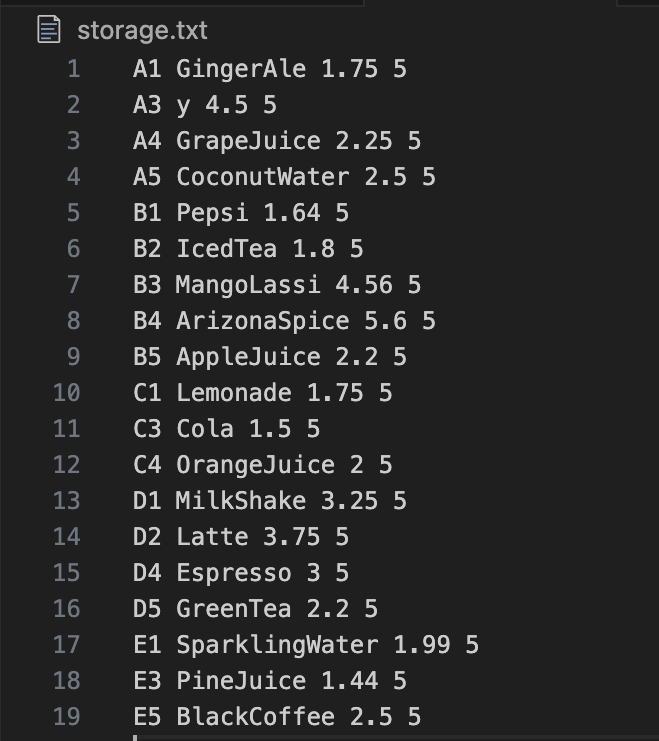 storage.txt
1 A1 GingerAle 1.75 5
2 A3 y 4.5 5
3 A4 GrapeJuice 2.25 5
4 A5 CoconutWater 2.5 5
5 B1 Pepsi 1.64 5
6 B2 IcedTea 1.8 5
7 B3 MangoLassi 4.56 5
8 B4 ArizonaSpice 5.6 5
9 B5 AppleJuice 2.2 5
10 C1 Lemonade 1.75 5
11 C3 Cola 1.5 5
12 C4 OrangeJuice 2 5
13 D1 MilkShake 3.25 5
14 D2 Latte 3.75 5
15 D4 Espresso 3 5
16 D5 GreenTea 2.2 5
17 E1 SparklingWater 1.99 5
18 E3 PineJuice 1.44 5
19 E5 BlackCoffee 2.5 5